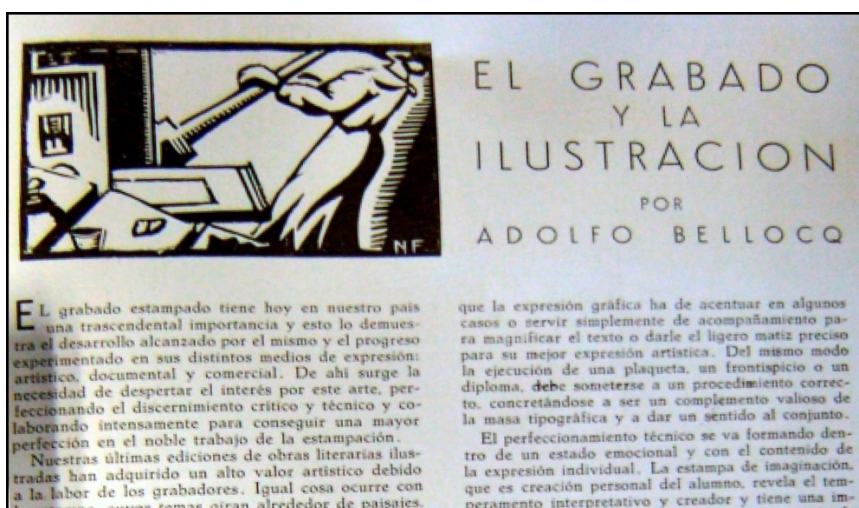 NF
EL GRABADO
Y LA
ILUSTRACION
POR
ADOLFO BELLOCQ
EL grabado estampado tiene hoy en nuestro pais
una trascendental importancia y esto lo demues-
tra el desarrollo alcanzado por el mismo y el progreso
experimentado en sus distintos medios de expresión:
artístico, documental y comercial. De ahí surge la
necesidad de despertar el interés por este arte, per-
feccionando el discernimiento crítico y técnico y co-
laborando intensamente para conseguir una mayor
perfección en el noble trabajo de la estampación.
Nuestras últimas ediciones de obras literarias ilus-
tradas han adquirido un alto valor artístico debido
a la labor de los grabadores. Igual cosa ocurre con
cuyos temas giran alrededor de paisajes,
que la expresión gráfica ha de acentuar en algunos
casos o servir simplemente de acompañamiento pa-
ra magnificar el texto o darle el ligero matiz preciso
para su mejor expresión artística. Del mismo modo
la ejecución de una plaqueta, un frontispicio o un
diploma, debe someterse a un procedimiento correc-
to, concretándose a ser un complemento valioso de
la masa tipográfica y a dar un sentido al conjunto.
El perfeccionamiento técnico se va formando den-
tro de un estado emocional y con el contenido de
la expresión individual. La estampa de imaginación,
que es creación personal del alumno, revela el tem-
peramento interpretativo y creador y tiene una im-